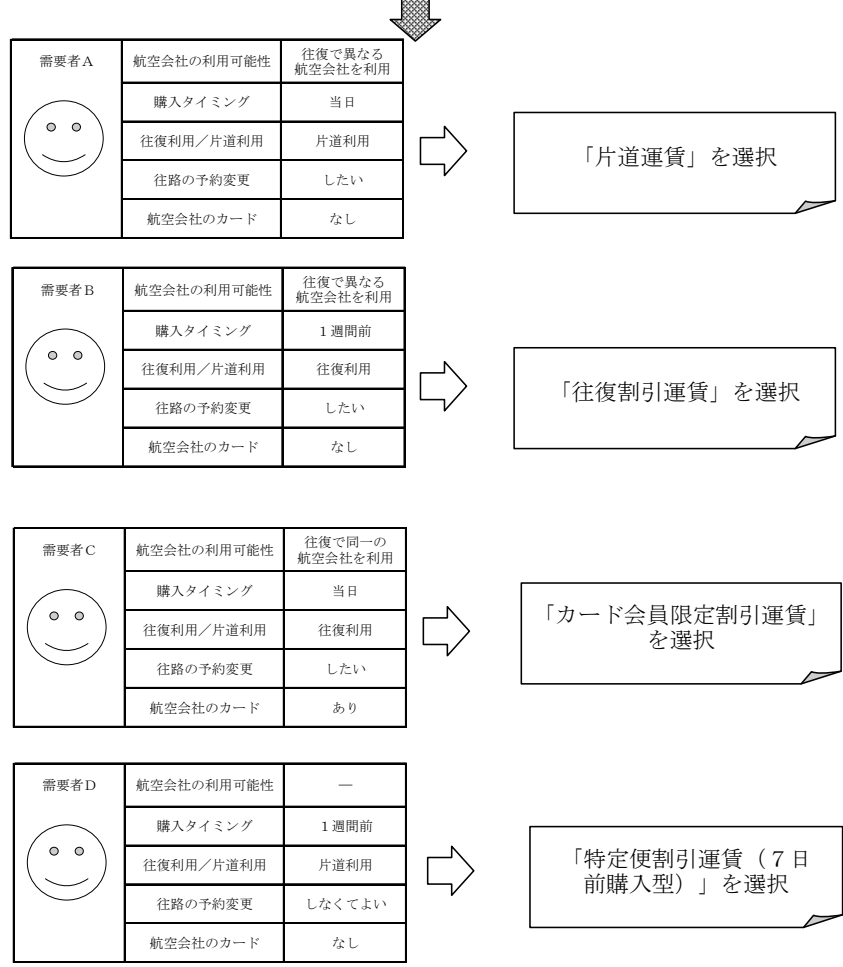 需要者A
航空会社の利用可能性
往復で異なる
航空会社を利用
購入タイミング
当日
往復利用／片道利用
片道利用
往路の予約変更
したい
航空会社のカード
なし
「片道運賃」を選択
需要者B
航空会社の利用可能性
往復で異なる
航空会社を利用
購入タイミング
1週間前
往復利用／片道利用
往復利用
往路の予約変更
したい
航空会社のカード
なし
「往復割引運賃」を選択
需要者C
航空会社の利用可能性
往復で同一の
航空会社を利用
購入タイミング
当日
往復利用／片道利用
往復利用
往路の予約変更
したい
航空会社のカード
あり
「カード会員限定割引運賃」
を選択
需要者D
航空会社の利用可能性
―
購入タイミング
1週間前
往復利用／片道利用
片道利用
往路の予約変更
しなくてよい
航空会社のカード
なし
「特定便割引運賃（７日
前購入型）」を選択